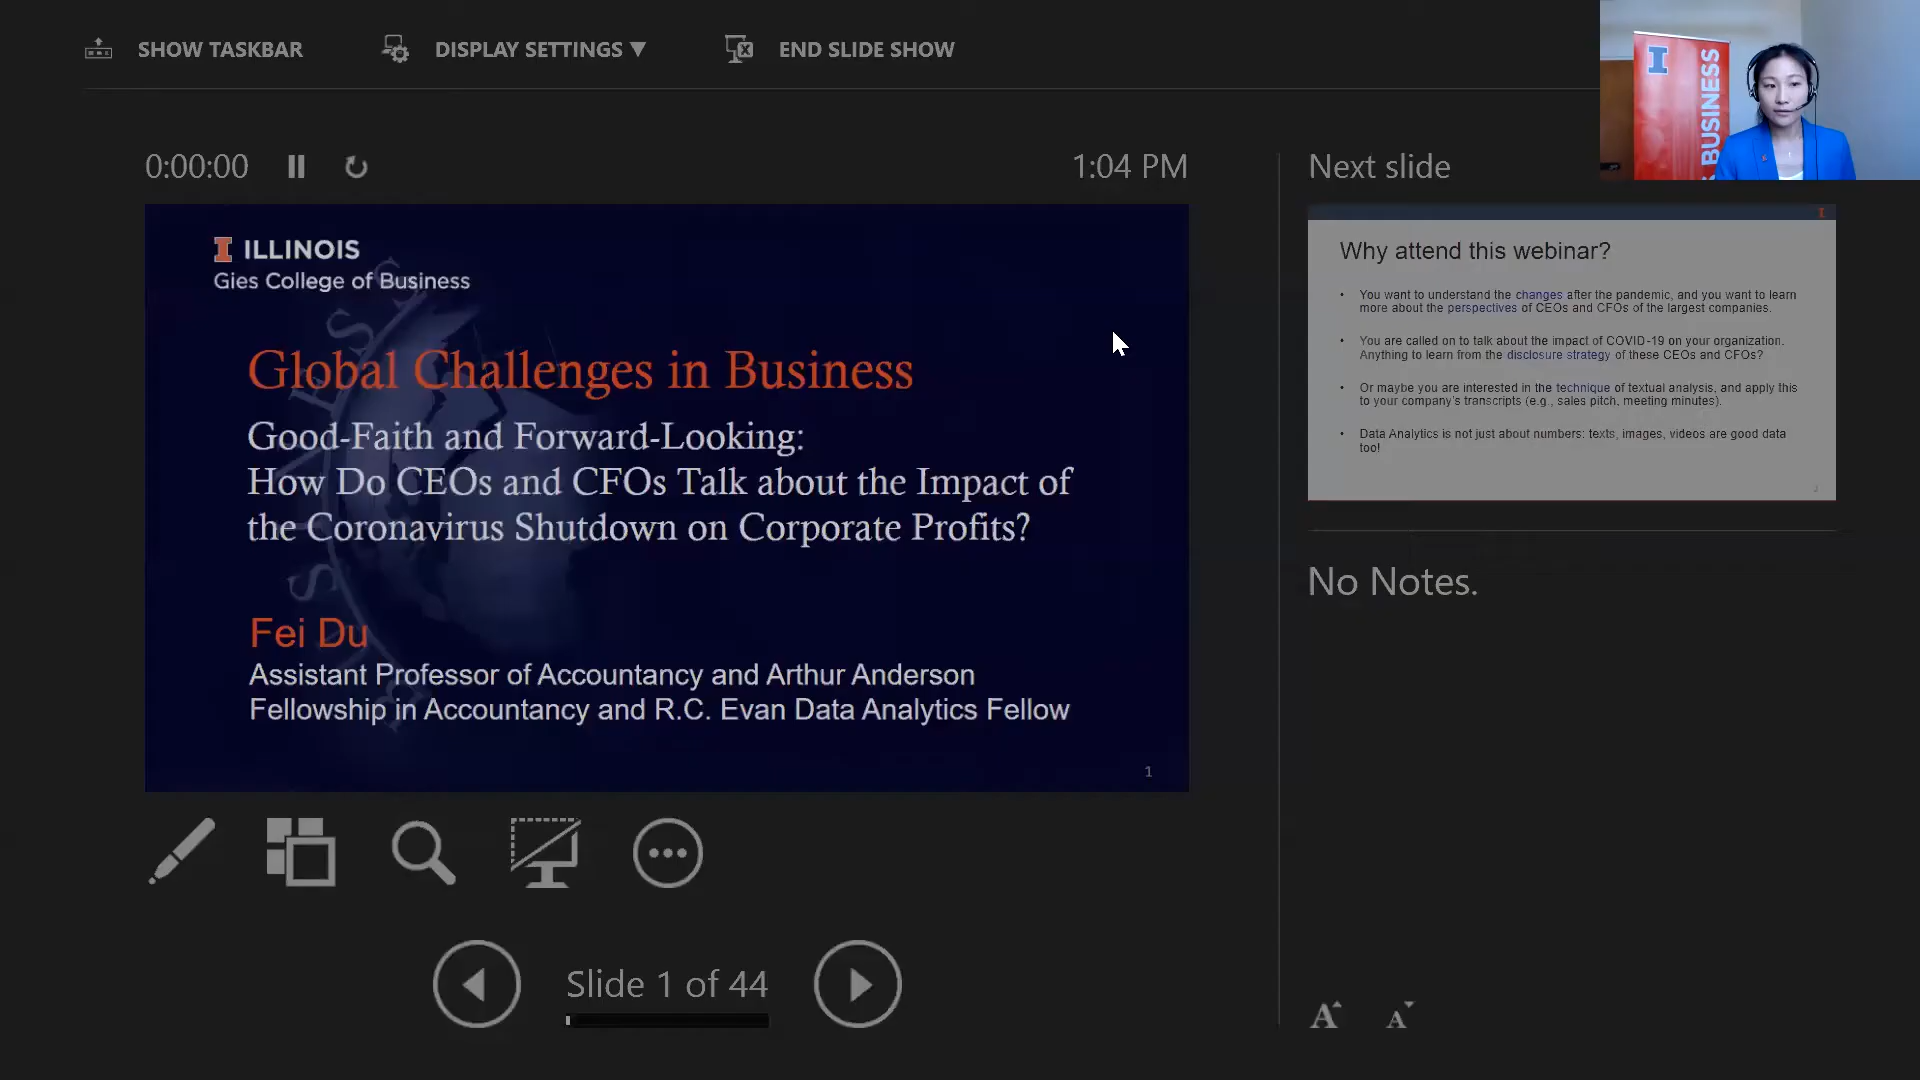 SHOW TASKBAR
DISPLAY SETTINGS ▼
END SLIDE SHOW
I
BUSINESS
0:00:00
1:04 PM
Next slide
I ILLINOIS
Gies College of Business
Global Challenges in Business
Good-Faith and Forward-Looking:
How Do CEOs and CFOs Talk about the Impact of
the Coronavirus Shutdown on Corporate Profits?
Fei Du
Assistant Professor of Accountancy and Arthur Anderson
Fellowship in Accountancy and R.C. Evan Data Analytics Fellow
1
Why attend this webinar?
• You want to understand the changes after the pandemic, and you want to learn
more about the perspectives of CEOs and CFOs of the largest companies.
• You are called on to talk about the impact of COVID-19 on your organization.
Anything to learn from the disclosure strategy of these CEOs and CFOs?
• Or maybe you are interested in the technique of textual analysis, and apply this
to your company's transcripts (e.g., sales pitch, meeting minutes).
• Data Analytics is not just about numbers: texts, images, videos are good data
too!
No Notes.
Slide 1 of 44
A A